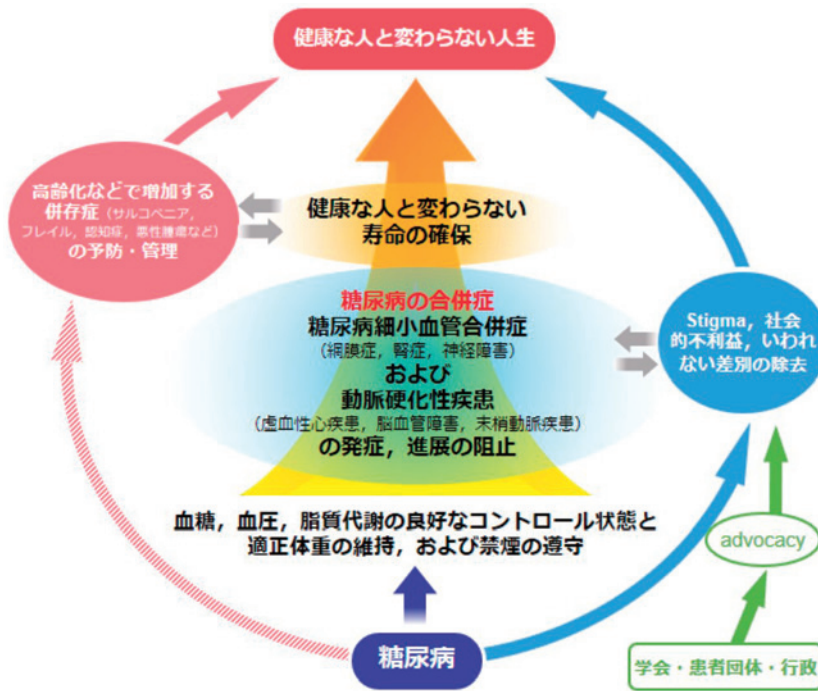 健康な人と変わらない人生
高齢化などで増加する
併存症（サルコペニア，
フレイル，認知症，悪性腫瘍など）
の予防・管理
健康な人と変わらない
寿命の確保
糖尿病の合併症
糖尿病細小血管合併症
（網膜症，腎症，神経障害）
および
動脈硬化性疾患
（虚血性心疾患，脳血管障害，末梢動脈疾患）
の発症，進展の阻止
Stigma，社会
的不利益，いわれ
ない差別の除去
血糖，血圧，脂質代謝の良好なコントロール状態と
適正体重の維持，および禁煙の遵守
advocacy
糖尿病
学会・患者団体・行政